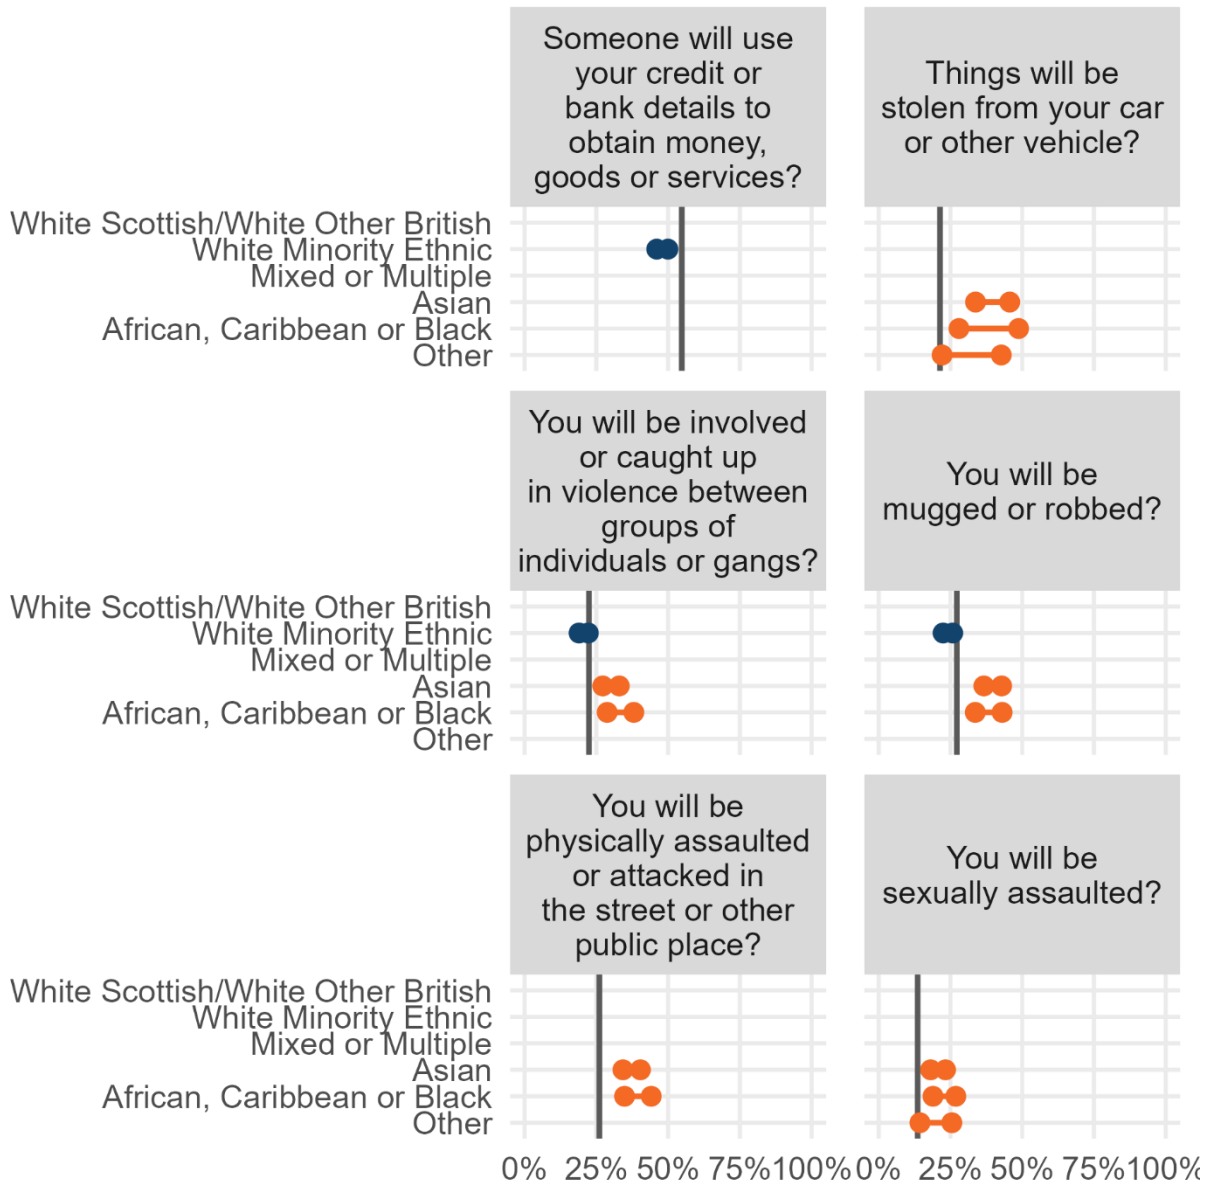 Someone will use
your credit or
bank details to
obtain money,
goods or services?
Things will be
stolen from your car
or other vehicle?
White Scottish/White Other British
White Minority Ethnic
Mixed or Multiple
Asian
African, Caribbean or Black
Other
You will be involved
or caught up
in violence between
groups of
individuals or gangs?
You will be
mugged or robbed?
White Scottish/White Other British
White Minority Ethnic
Mixed or Multiple
Asian
African, Caribbean or Black
Other
You will be
physically assaulted
or attacked in
the street or other
public place?
You will be
sexually assaulted?
White Scottish/White Other British
White Minority Ethnic
Mixed or Multiple
Asian
African, Caribbean or Black
Other
0% 25% 50% 75% 100% 0% 25% 50% 75% 100%